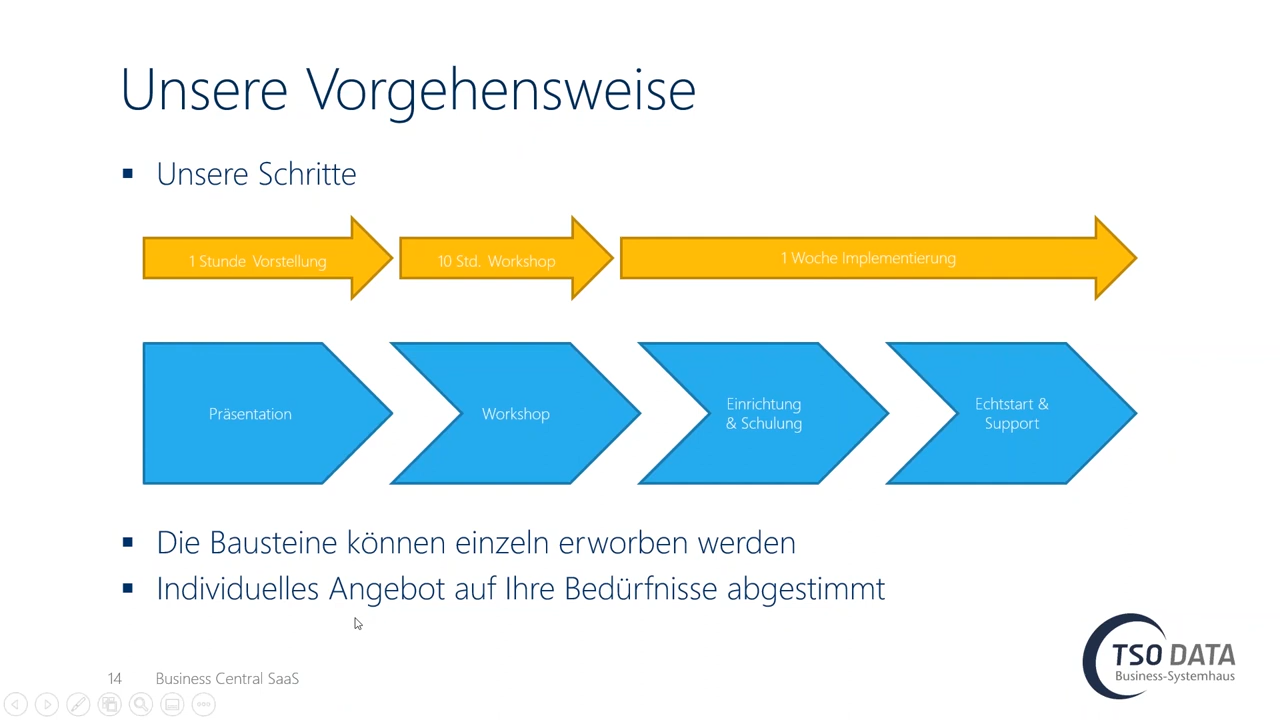 Unsere Vorgehensweise
Unsere Schritte
1 Stunde Vorstellung
10 Std. Workshop
1 Woche Implementierung
Präsentation
Workshop
Einrichtung
& Schulung
Echtstart &
Support
Die Bausteine können einzeln erworben werden
Individuelles Angebot auf Ihre Bedürfnisse abgestimmt
TSO DATA
Business-Systemhaus
14 Business Central SaaS